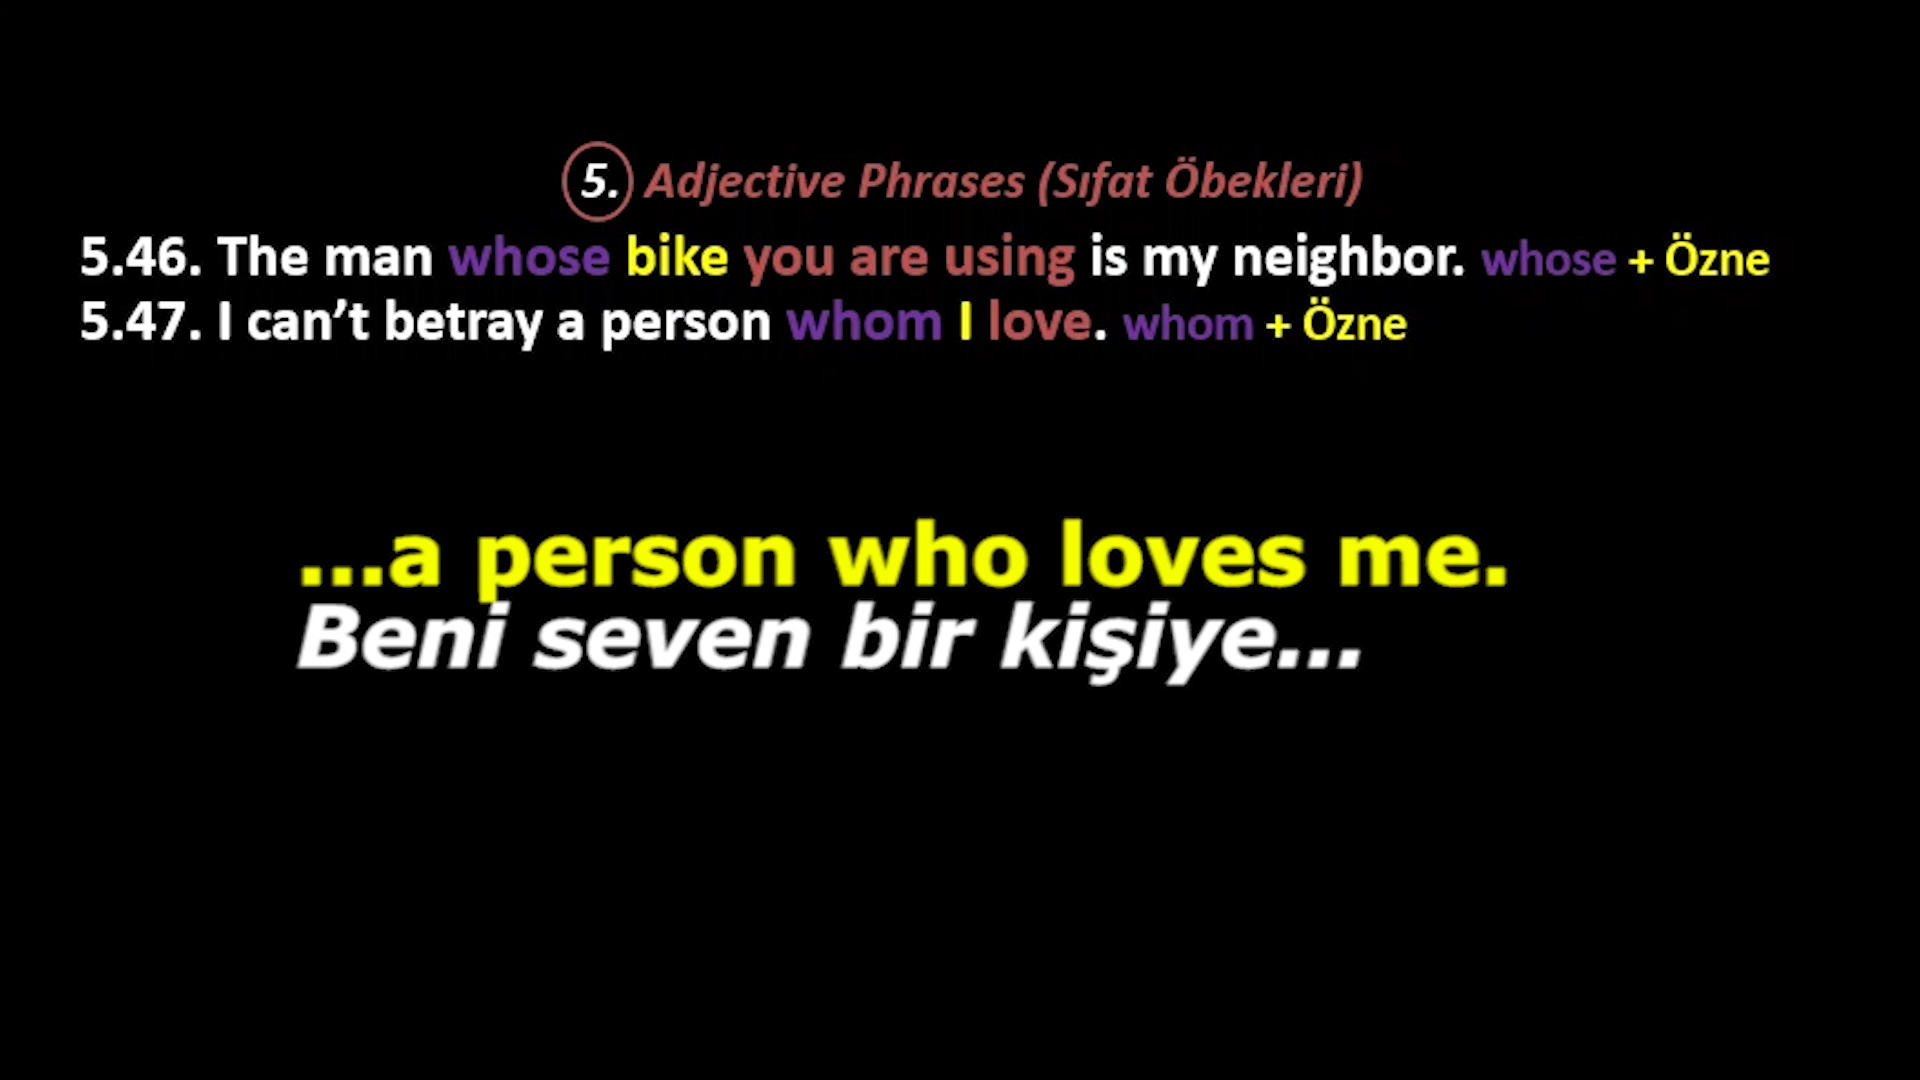 5. Adjective Phrases (Sıfat Öbekleri)
5.46. The man whose bike you are using is my neighbor. whose + Özne
5.47. I can’t betray a person whom I love. whom + Özne
...a person who loves me.
Beni seven bir kişiye...